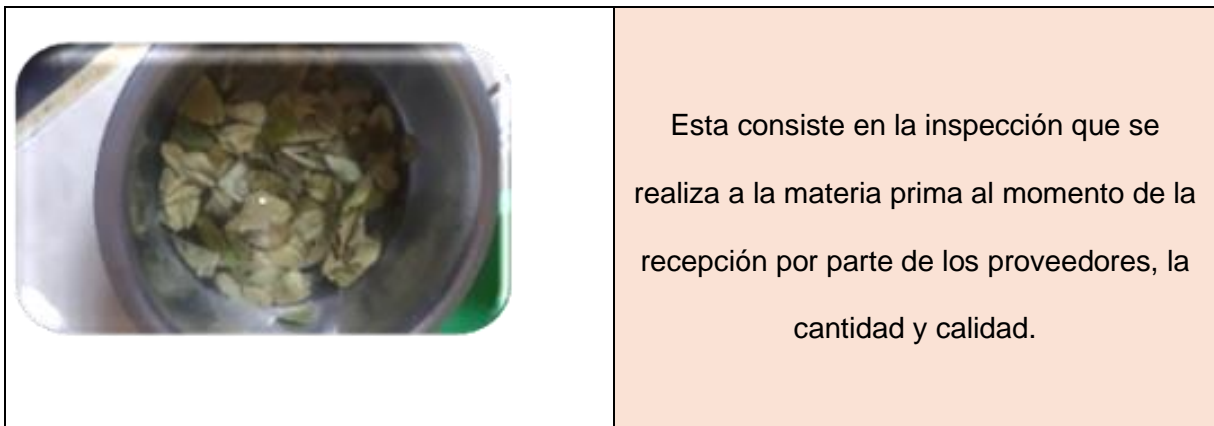 Esta consiste en la inspección que se
realiza a la materia prima al momento de la
recepción por parte de los proveedores, la
cantidad y calidad.